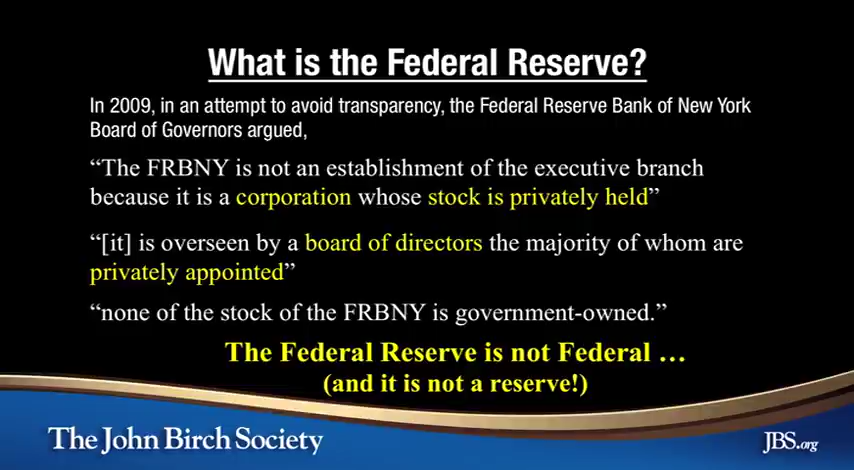 What is the Federal Reserve?
In 2009, in an attempt to avoid transparency, the Federal Reserve Bank of New York
Board of Governors argued,
“The FRBNY is not an establishment of the executive branch
because it is a corporation whose stock is privately held”
“[it] is overseen by a board of directors the majority of whom are
privately appointed”
“none of the stock of the FRBNY is government-owned.”
The Federal Reserve is not Federal …
(and it is not a reserve!)
The John Birch Society
JBS.org